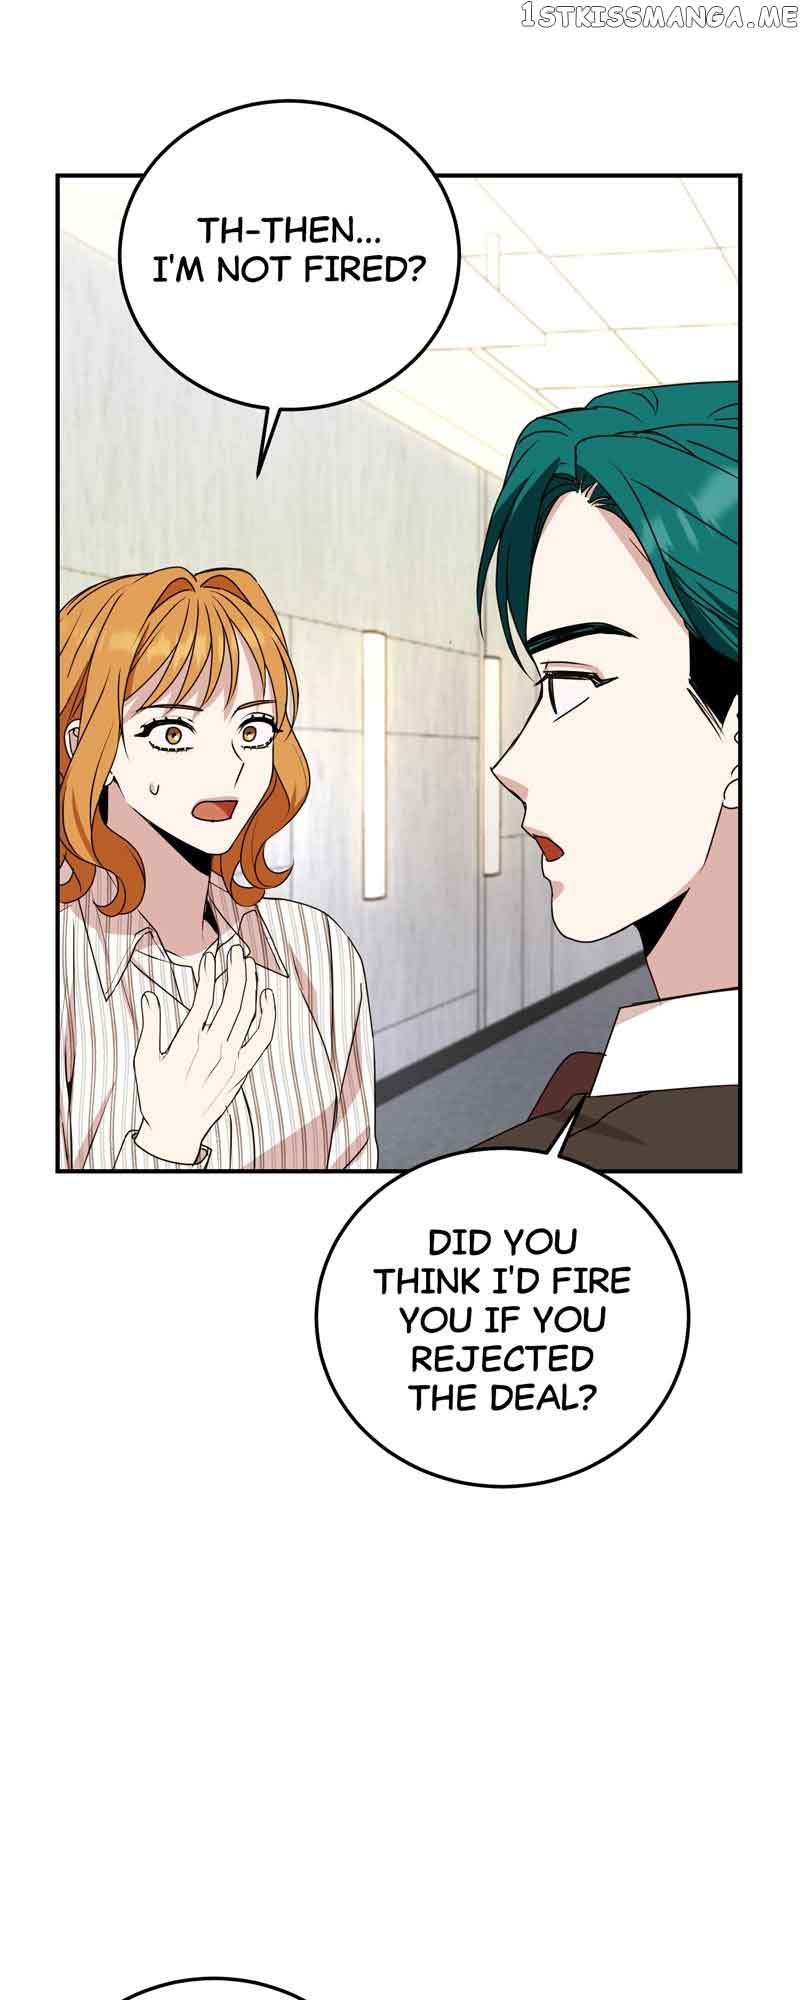 1STKISSMANGA.ME
TH-THEN...
I'M NOT FIRED?
DID YOU
THINK I'D FIRE
YOU IF YOU
REJECTED
THE DEAL?